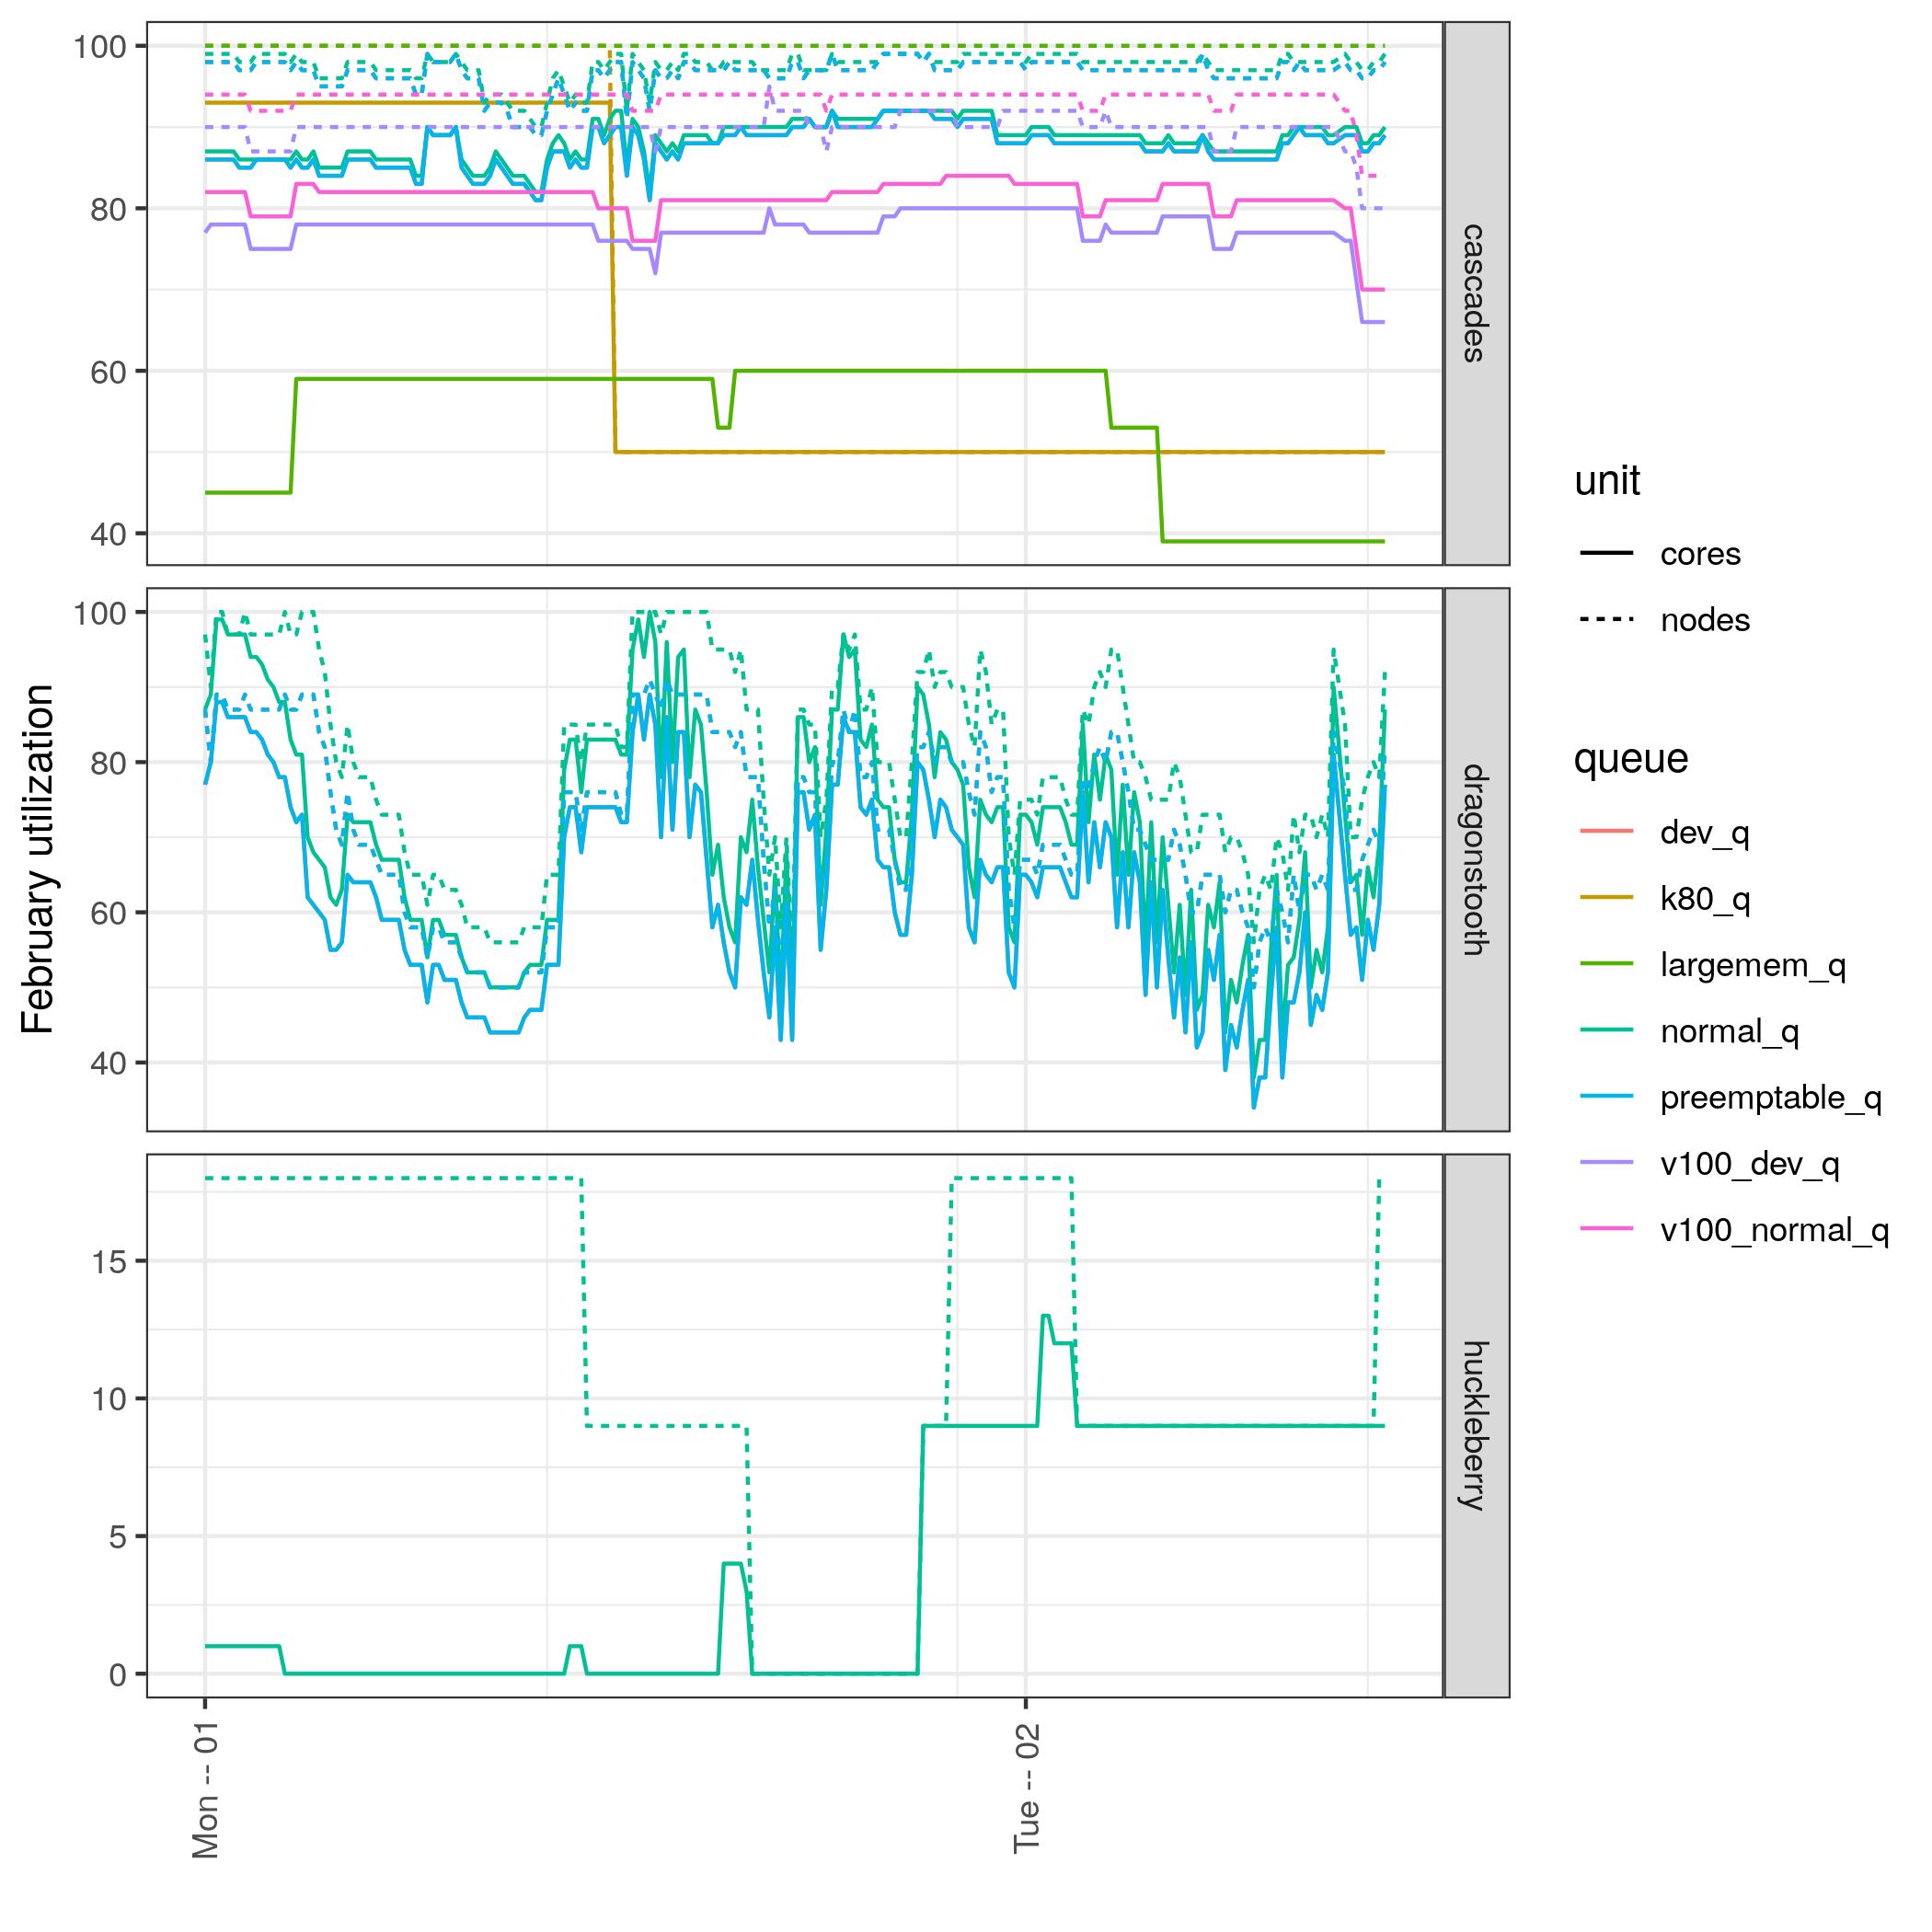 February utilization
100
80
60
40
cascades
100
80
60
40
dragonstooth
15
10
5
0
huckleberry
Mon -- 01
Tue -- 02
unit
cores
nodes
queue
dev_q
k80_q
largemem_q
normal_q
preemptable_q
v100_dev_q
v100_normal_q